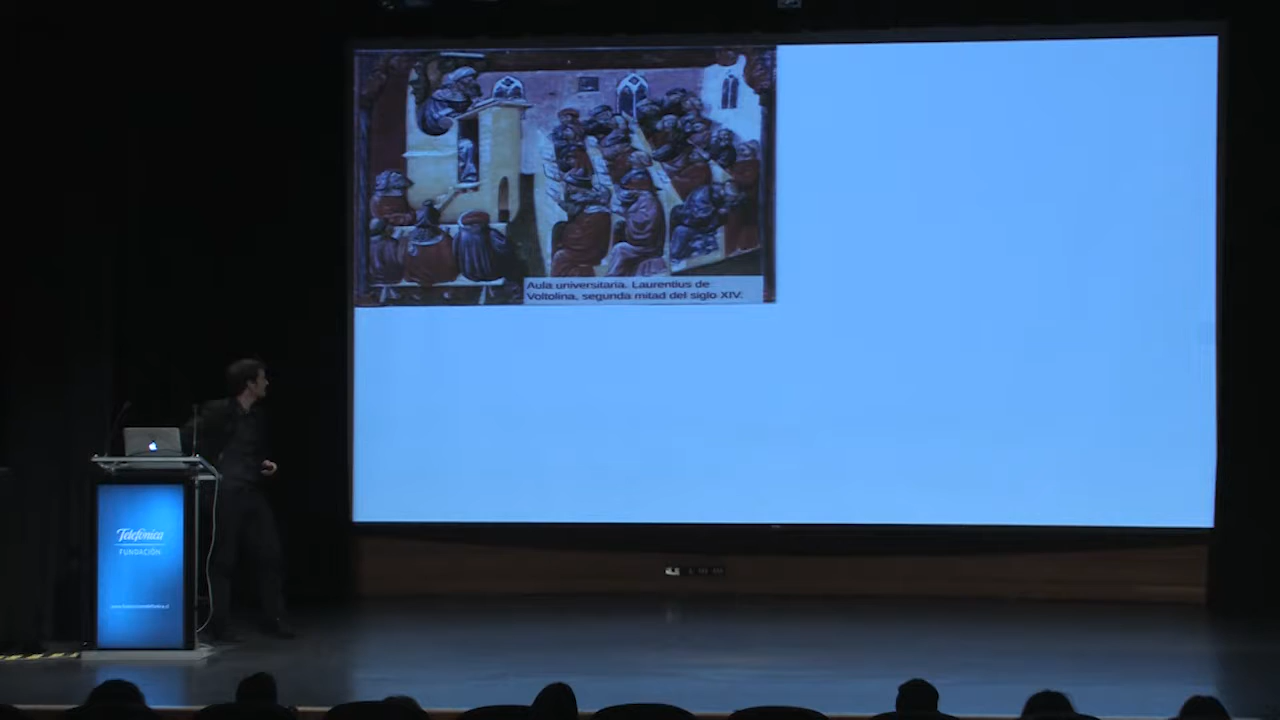 Aula universitaria. Laurentius de
Voltolina, segunda mitad del siglo XIV.
Telefónica
FUNDACIÓN